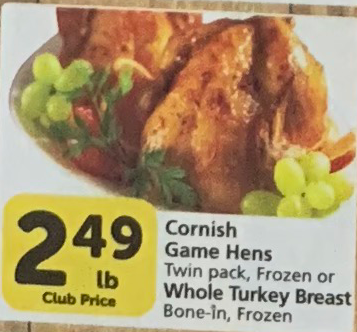 2.49
lb
Club Price
Cornish
Game Hens
Twin pack, Frozen or
Whole Turkey Breast
Bone-In, Frozen